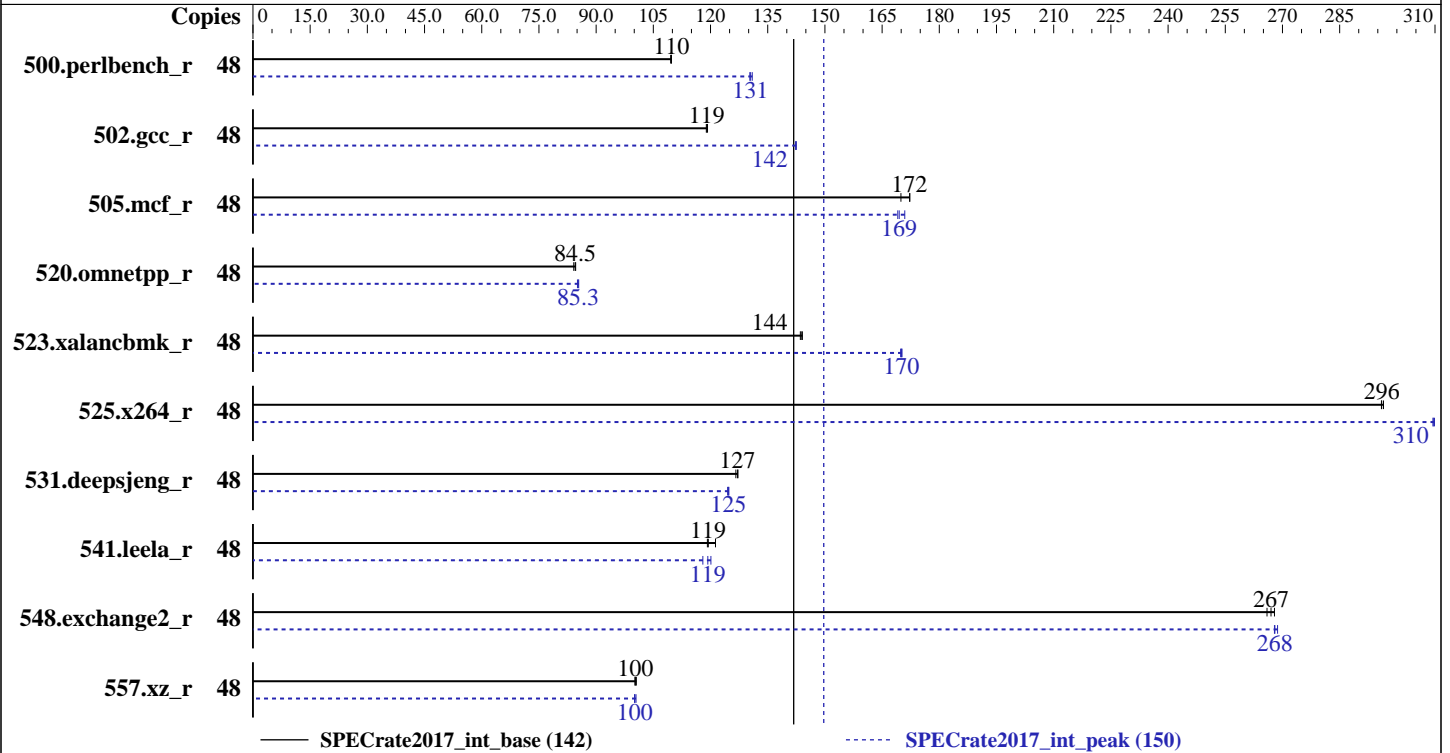 Copies 0 15.0 30.0 45.0 60.0 75.0 90.0 105 120 135 150 165 180 195 210 225 240 255 270 285 310
110
500.perlbench_r 48
131
119
502.gcc_r 48
142
172
505.mcf_r 48
169
84.5
520.omnetpp_r 48
85.3
144
523.xalancbmk_r 48
170
296
525.x264_r 48
310
127
531.deepsjeng_r 48
125
119
541.leela_r 48
119
267
548.exchange2_r 48
268
100
557.xz_r 48
100
SPECrate2017_int_base (142) SPECrate2017_int_peak (150)